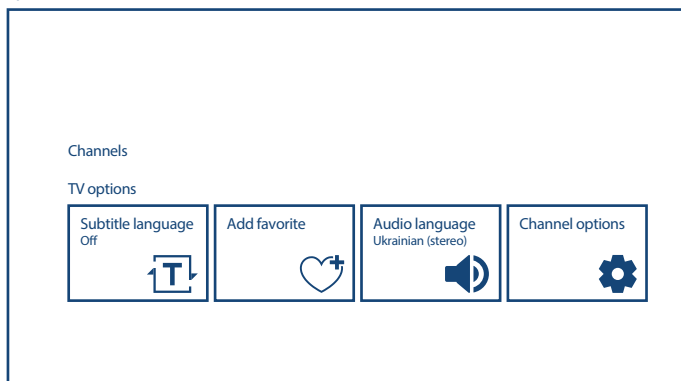 Channels
TV options
Subtitle language
Off
T
Add favorite
Audio language
Ukrainian (stereo)
Channel options